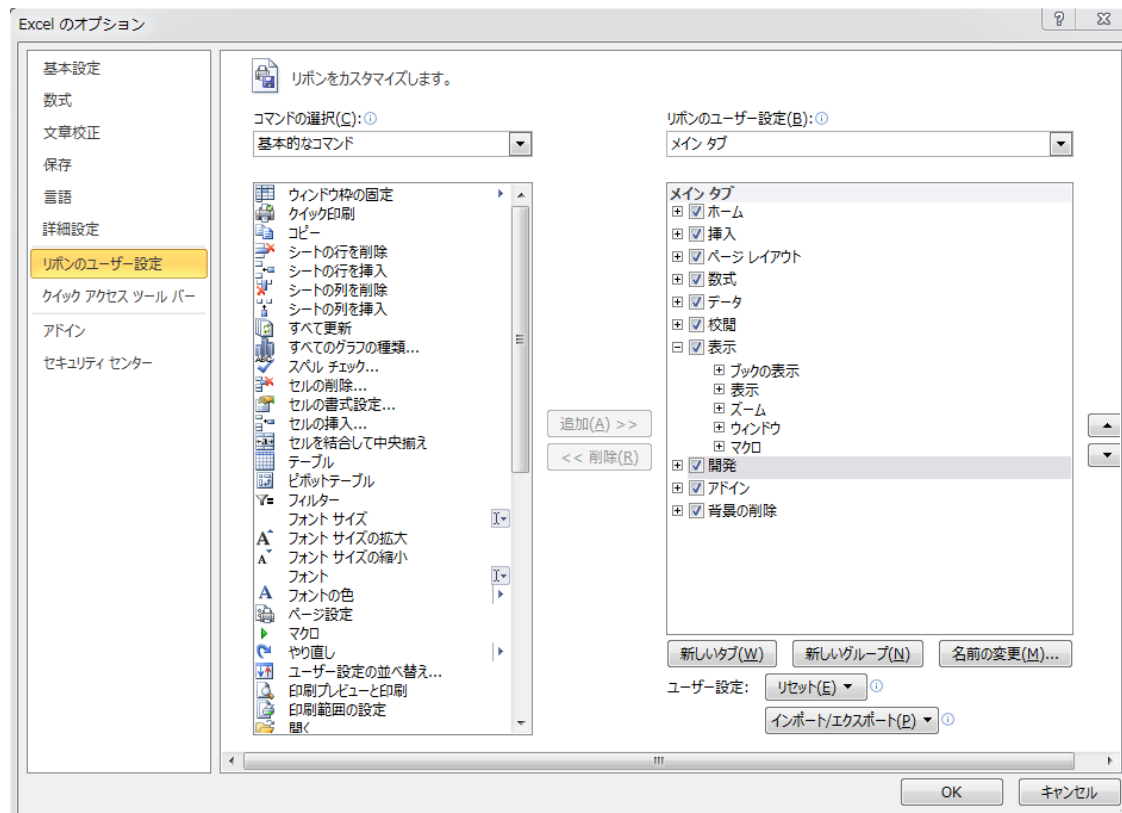 Excel のオプション
基本設定
数式
文章校正
保存
言語
詳細設定
リボンのユーザー設定
クイック アクセス ツール バー
アドイン
セキュリティ センター
リボンをカスタマイズします。
コマンドの選択(C):
基本的なコマンド
ウィンドウ枠の固定
クイック印刷
コピー
シートの行を削除
シートの行を挿入
シートの列を削除
シートの列を挿入
すべて更新
すべてのグラフの種類...
スペル チェック...
セルの削除...
セルの書式設定...
セルの挿入...
セルを結合して中央揃え
テーブル
ピボットテーブル
フィルター
フォント サイズ
フォント サイズの拡大
フォント サイズの縮小
フォント
フォントの色
ページ設定
マクロ
やり直し
ユーザー設定の並べ替え...
印刷プレビューと印刷
印刷範囲の設定
開く
追加(A) >>
<< 削除(R)
リボンのユーザー設定(B):
メイン タブ
メイン タブ
ホーム
挿入
ページ レイアウト
数式
データ
校閲
表示
ブックの表示
表示
ズーム
ウィンドウ
マクロ
開発
アドイン
背景の削除
新しいタブ(W) 新しいグループ(N) 名前の変更(M)...
ユーザー設定: リセット(E)
インポート/エクスポート(P)
OK キャンセル